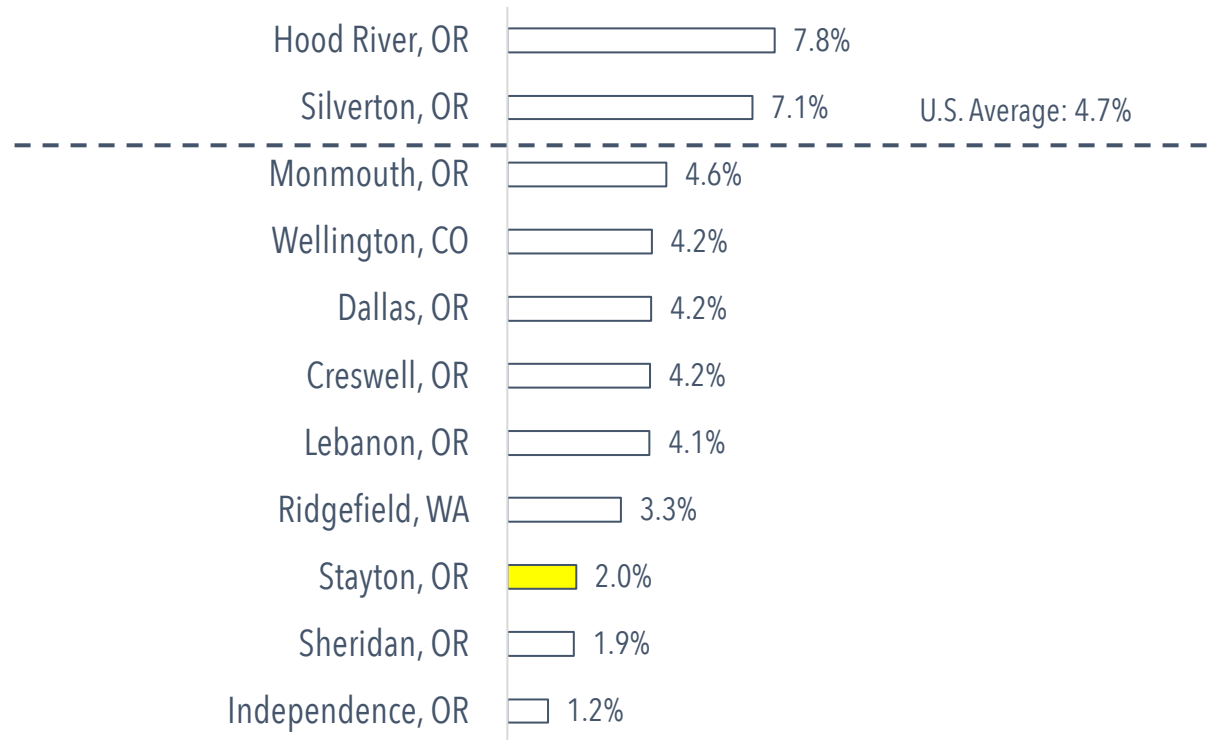 Hood River, OR 7.8%
Silverton, OR 7.1% U.S. Average: 4.7%
Monmouth, OR 4.6%
Wellington, CO 4.2%
Dallas, OR 4.2%
Creswell, OR 4.2%
Lebanon, OR 4.1%
Ridgefield, WA 3.3%
Stayton, OR 2.0%
Sheridan, OR 1.9%
Independence, OR 1.2%